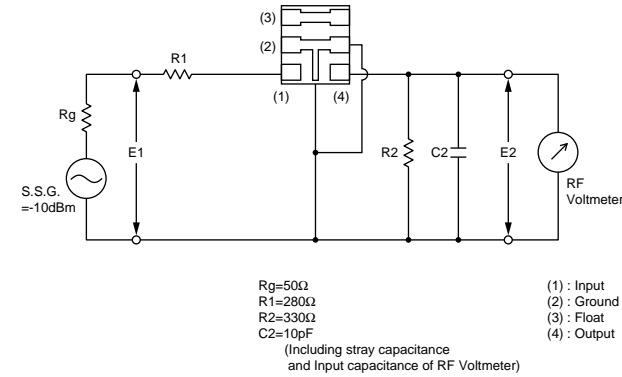 (3)
(2)
R1
(1)
(4)
Rg
E1
R2
C2
E2
S.S.G.
=-10dBm
RF
Voltmeter
Rg=50Ω
R1=280Ω
R2=330Ω
C2=10pF
(Including stray capacitance
and Input capacitance of RF Voltmeter)
(1) : Input
(2) : Ground
(3) : Float
(4) : Output